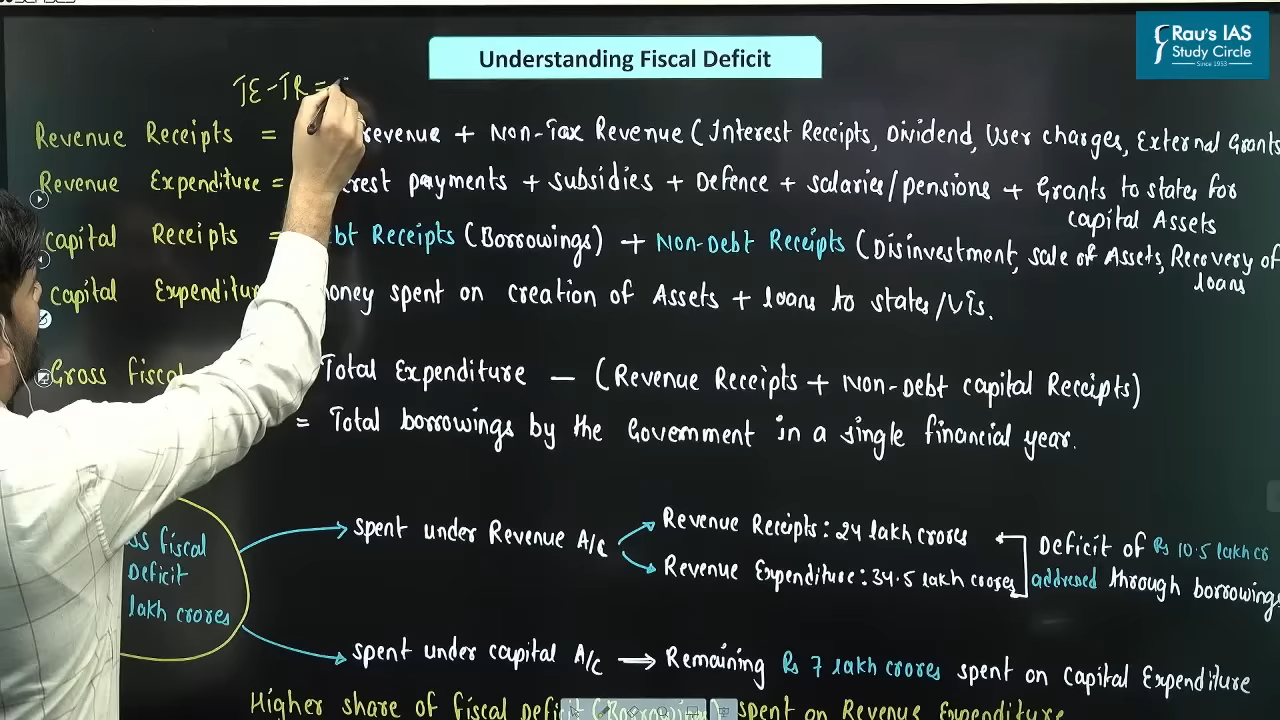 Rau's IAS
Study Circle
Since 1953
Understanding Fiscal Deficit
TE-TR =
Revenue Receipts = revenue + Non-Tax Revenue (Interest Receipts, Dividend, User charges, External Grants
Revenue Expenditure = payments + subsidies + Defence + salaries/pensions + Grants to states for
capital Assets
capital Receipts = Receipts (Borrowings) + Non-Debt Receipts (Disinvestment, sale of Assets, Recovery of
loans
capital spent on creation of Assets + loans to states/UTs.
Gross fiscal Total Expenditure — (Revenue Receipts + Non-Debt capital Receipts)
= Total borrowings by the Government in a single financial year.
fiscal
Deficit
lakh crores
spent under Revenue A/C
Revenue Receipts: 24 lakh crores
Revenue Expenditure: 34.5 lakh crores
Deficit of Rs 10.5 lakh cr
addressed through borrowings
spent under capital A/C → Remaining Rs 7 lakh crores spent on capital Expenditure
Higher share of fiscal (Borrowing) spent on Revenue Expenditure